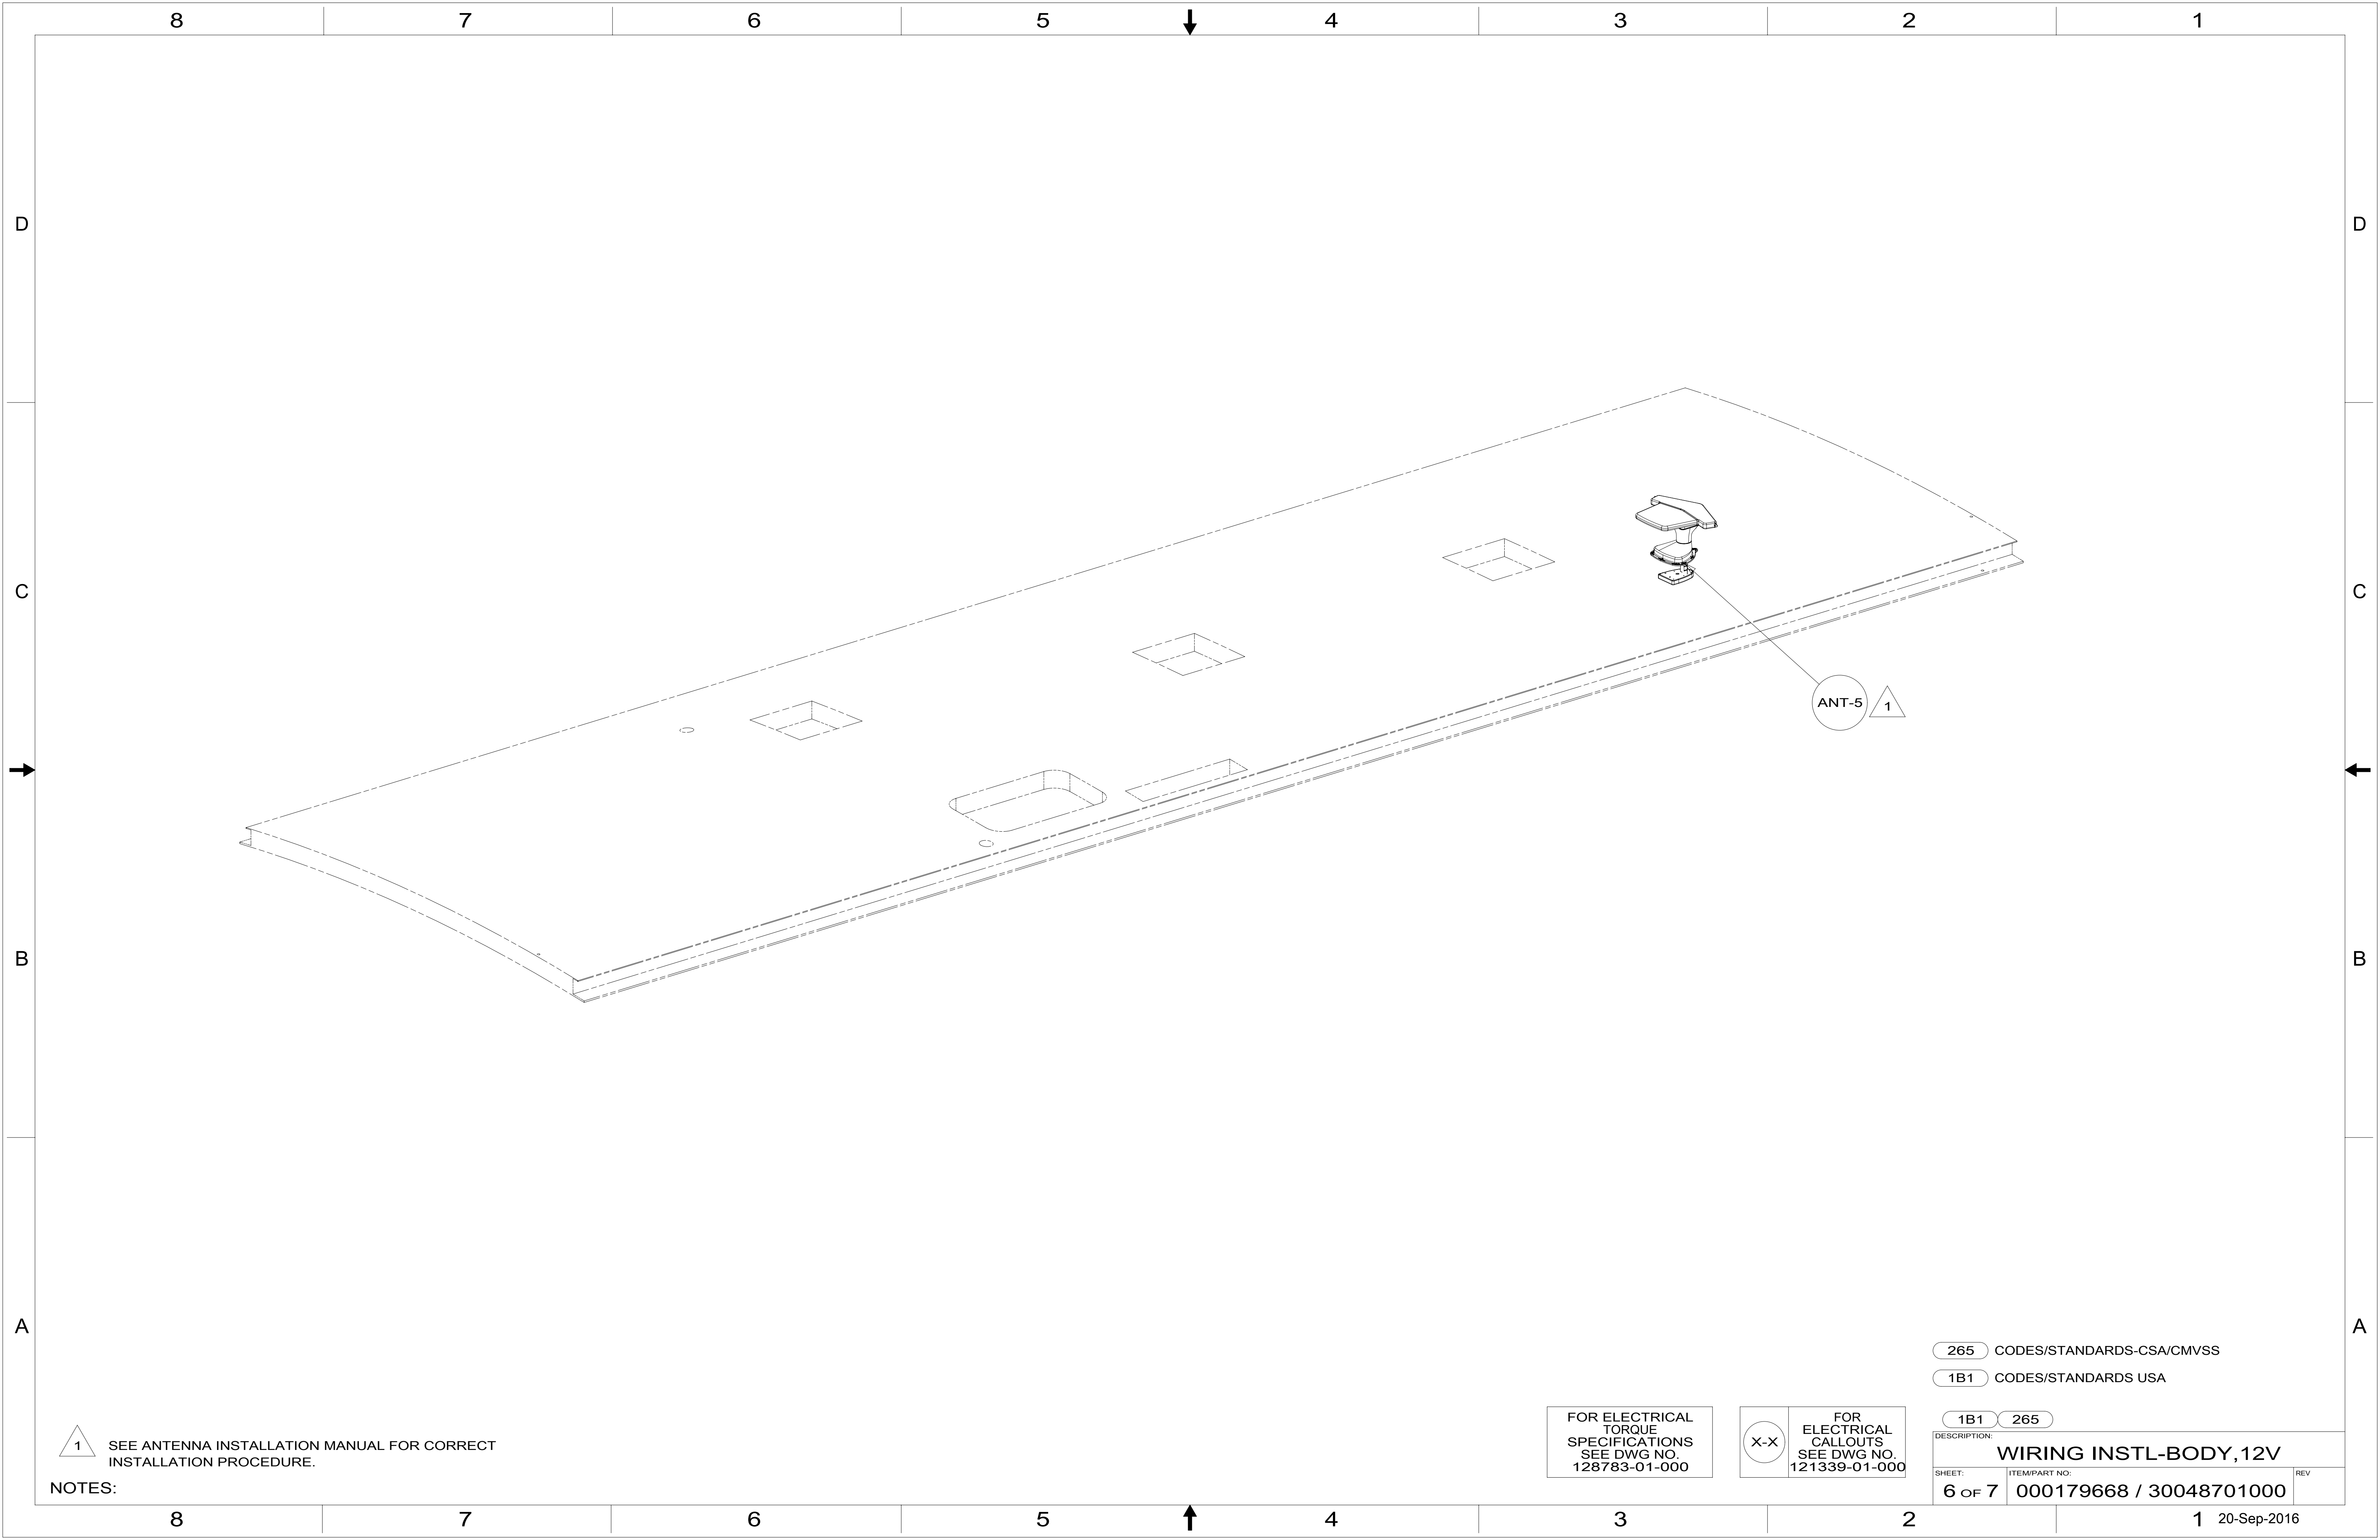 8 7 6 5 4 3 2 1
D D
C C
ANT-5 1
B B
A A
265 CODES/STANDARDS-CSA/CMVSS
1B1 CODES/STANDARDS USA
1B1 265
1 SEE ANTENNA INSTALLATION MANUAL FOR CORRECT
INSTALLATION PROCEDURE.
NOTES:
FOR ELECTRICAL
TORQUE
SPECIFICATIONS
SEE DWG NO.
128783-01-000
X-X
FOR
ELECTRICAL
CALLOUTS
SEE DWG NO.
121339-01-000
DESCRIPTION:
WIRING INSTL-BODY,12V
SHEET:
6 OF 7
ITEM/PART NO:
000179668 / 30048701000
REV
8 7 6 5 4 3 2 1
20-Sep-2016